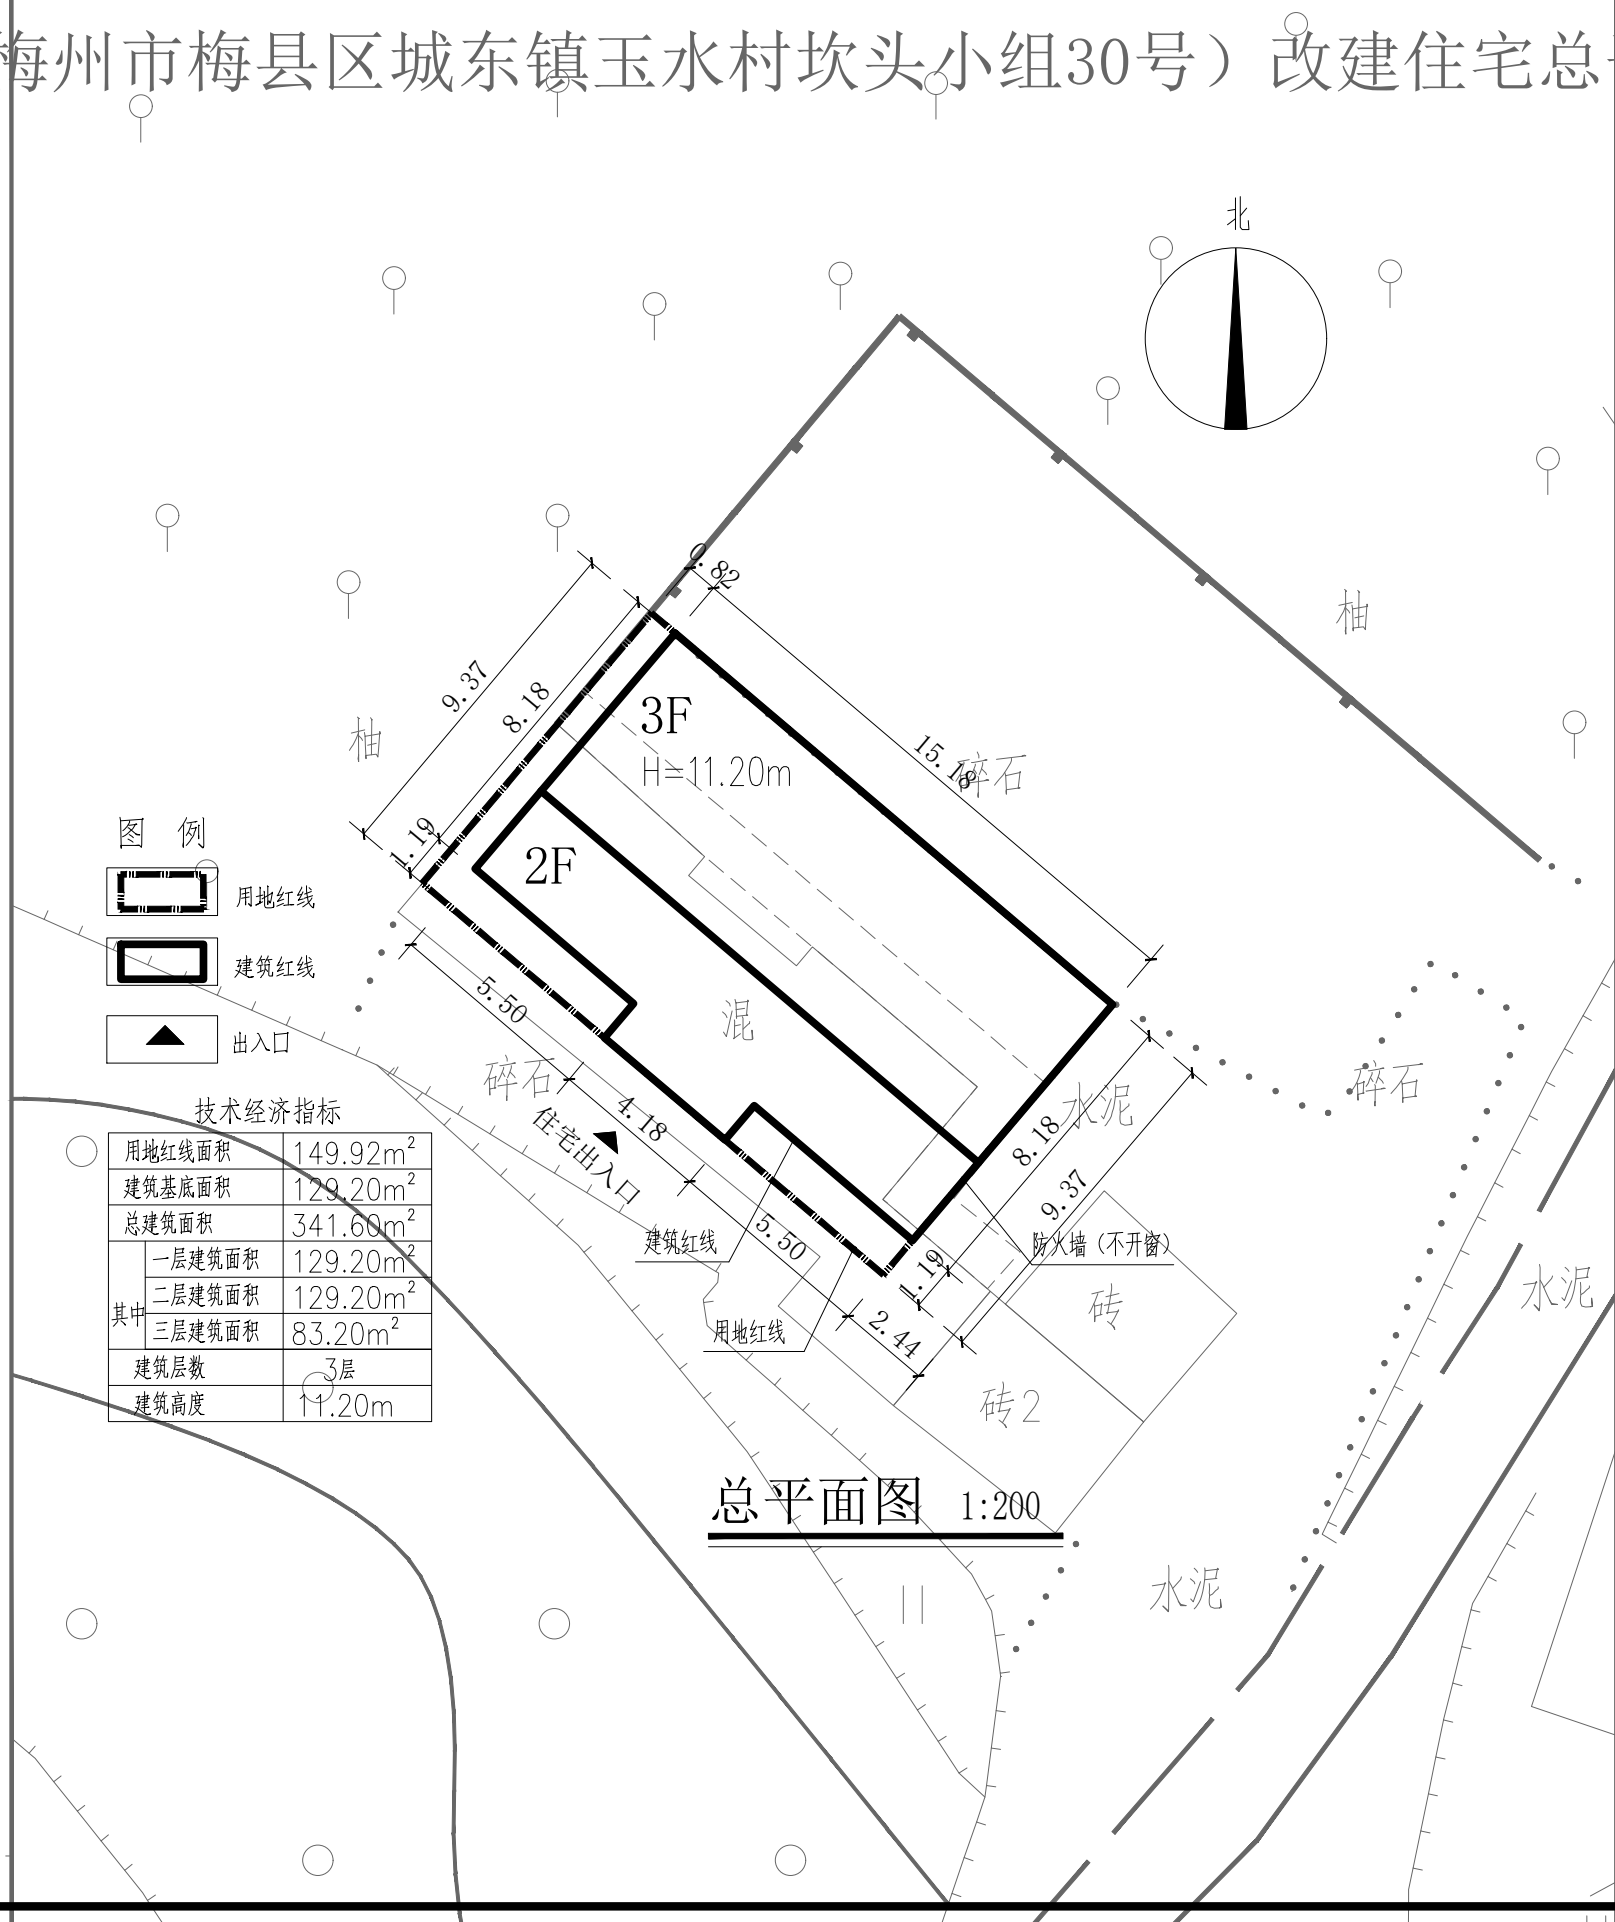 梅州市梅县区城东镇玉水村坎头小组30号）改建住宅总
北
0.82
9.37
8.18
15.18
柚
柚
3F
H=11.20m
碎石
1.19
2F
图 例
用地红线
建筑红线
出入口
5.50
混
碎石
4.18
住宅出入口
水泥
8.18
9.37
碎石
建筑红线
5.50
防火墙（不开窗）
1.19
2.44
用地红线
砖
水泥
砖2
技术经济指标
用地红线面积 149.92m²
建筑基底面积 129.20m²
总建筑面积 341.60m²
其中 一层建筑面积 129.20m²
二层建筑面积 129.20m²
三层建筑面积 83.20m²
建筑层数 3层
建筑高度 11.20m
总平面图 1:200
水泥